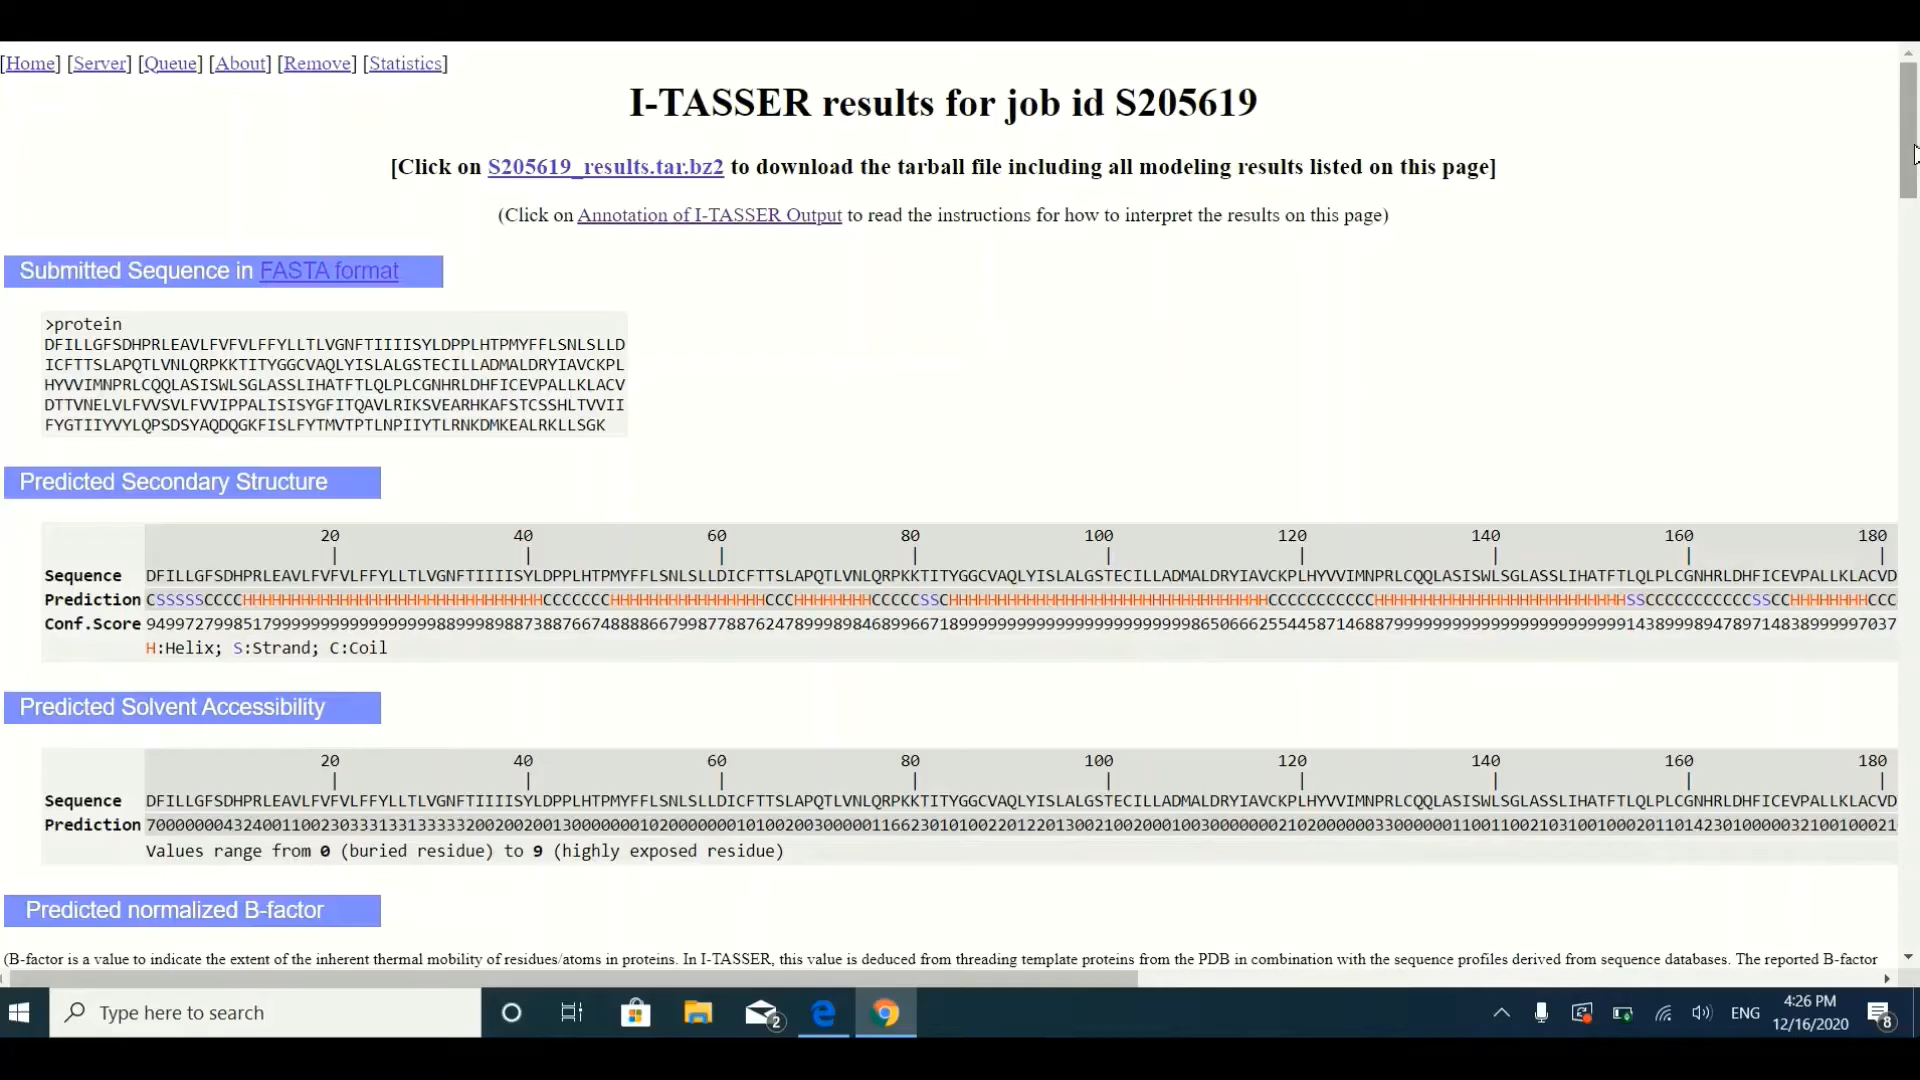 [Home] [Server] [Queue] [About] [Remove] [Statistics]
I-TASSER results for job id S205619
[Click on S205619_results.tar.bz2 to download the tarball file including all modeling results listed on this page]
(Click on Annotation of I-TASSER Output to read the instructions for how to interpret the results on this page)
Submitted Sequence in FASTA format
>protein
DFILLGFSDHPRLEAVLFVFVLFFYLLTLVGNFTIIIISYLDPPLHTPMYFFLSNLSLLD
ICFTTSLAPQTLVNLQRPKKTITYGGCVAQLYISLALGSTECILLADMALDRYIAVCKPL
HYVVIMNPRLCQQLASISWLSGLASSLIHATFTLQLPLCGNHRLDHFICEVPALLKLACV
DTTVNELVLFVVSVLFVVIPPALISISYGFITQAVLRIKSVEARHKAFSTCSSHLTVVII
FYGTIIYVYLQPSDSYAQDQGKFISLFYTMVTPTLNPIIYTLRNKDMKEALRKLLSGK
Predicted Secondary Structure
20 40 60 80 100 120 140 160 180
Sequence DFILLGFSDHPRLEAVLFVFVLFFYLLTLVGNFTIIIISYLDPPLHTPMYFFLSNLSLLDICFTTSLAPQTLVNLQRPKKTITYGGCVAQLYISLALGSTECILLADMALDRYIAVCKPLHYVVIMNPRLCQQLASISWLSGLASSLIHATFTLQLPLCGNHRLDHFICEVPALLKLACVD
Prediction
Conf.Score
H:Helix; S:Strand; C:Coil
Predicted Solvent Accessibility
20 40 60 80 100 120 140 160 180
Sequence DFILLGFSDHPRLEAVLFVFVLFFYLLTLVGNFTIIIISYLDPPLHTPMYFFLSNLSLLDICFTTSLAPQTLVNLQRPKKTITYGGCVAQLYISLALGSTECILLADMALDRYIAVCKPLHYVVIMNPRLCQQLASISWLSGLASSLIHATFTLQLPLCGNHRLDHFICEVPALLKLACVD
Prediction
Values range from 0 (buried residue) to 9 (highly exposed residue)
Predicted normalized B-factor
(B-factor is a value to indicate the extent of the inherent thermal mobility of residues/atoms in proteins. In I-TASSER, this value is deduced from threading template proteins from the PDB in combination with the sequence profiles derived from sequence databases. The reported B-factor
Type here to search
2
ENG
4:26 PM
12/16/2020
8